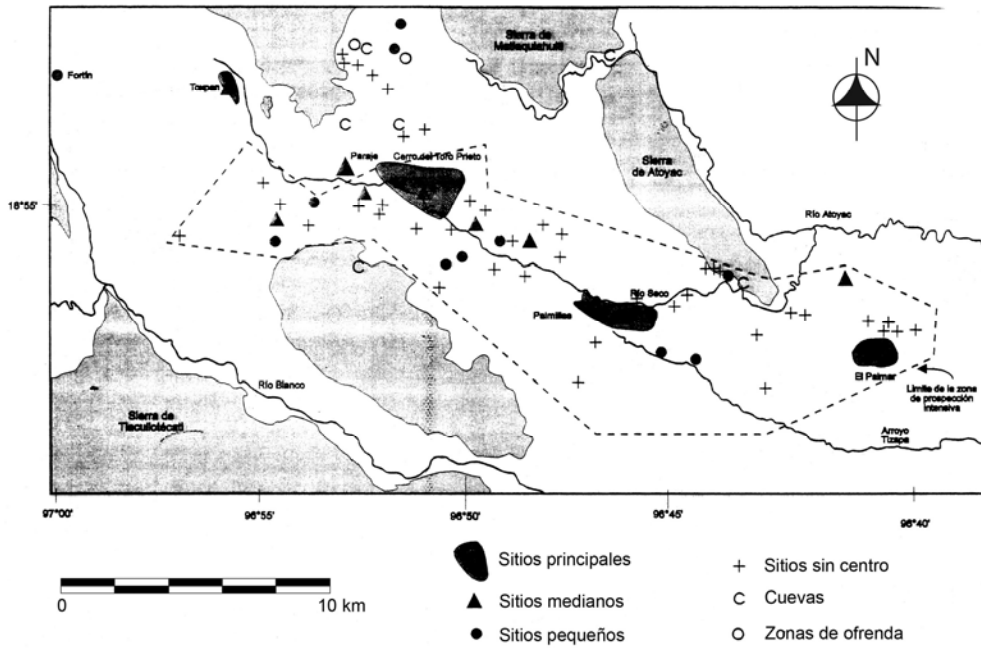 Sierra de
Matlaquiahuitl
N
Fortín
Toxpan
Paraje
Cerro del Toro Prieto
Sierra
de Atoyac
18°55'
Río Atoyac
Río Seco
Palmillas
El Palmar
Límite de la zona
de prospección
intensiva
Río Blanco
Sierra de
Tlacuilotécatl
Arroyo
Tizapa
97°00'
96°55'
96°50'
96°45'
96°40'
Sitios principales
Sitios medianos
Sitios pequeños
Sitios sin centro
Cuevas
Zonas de ofrenda
0
10 km